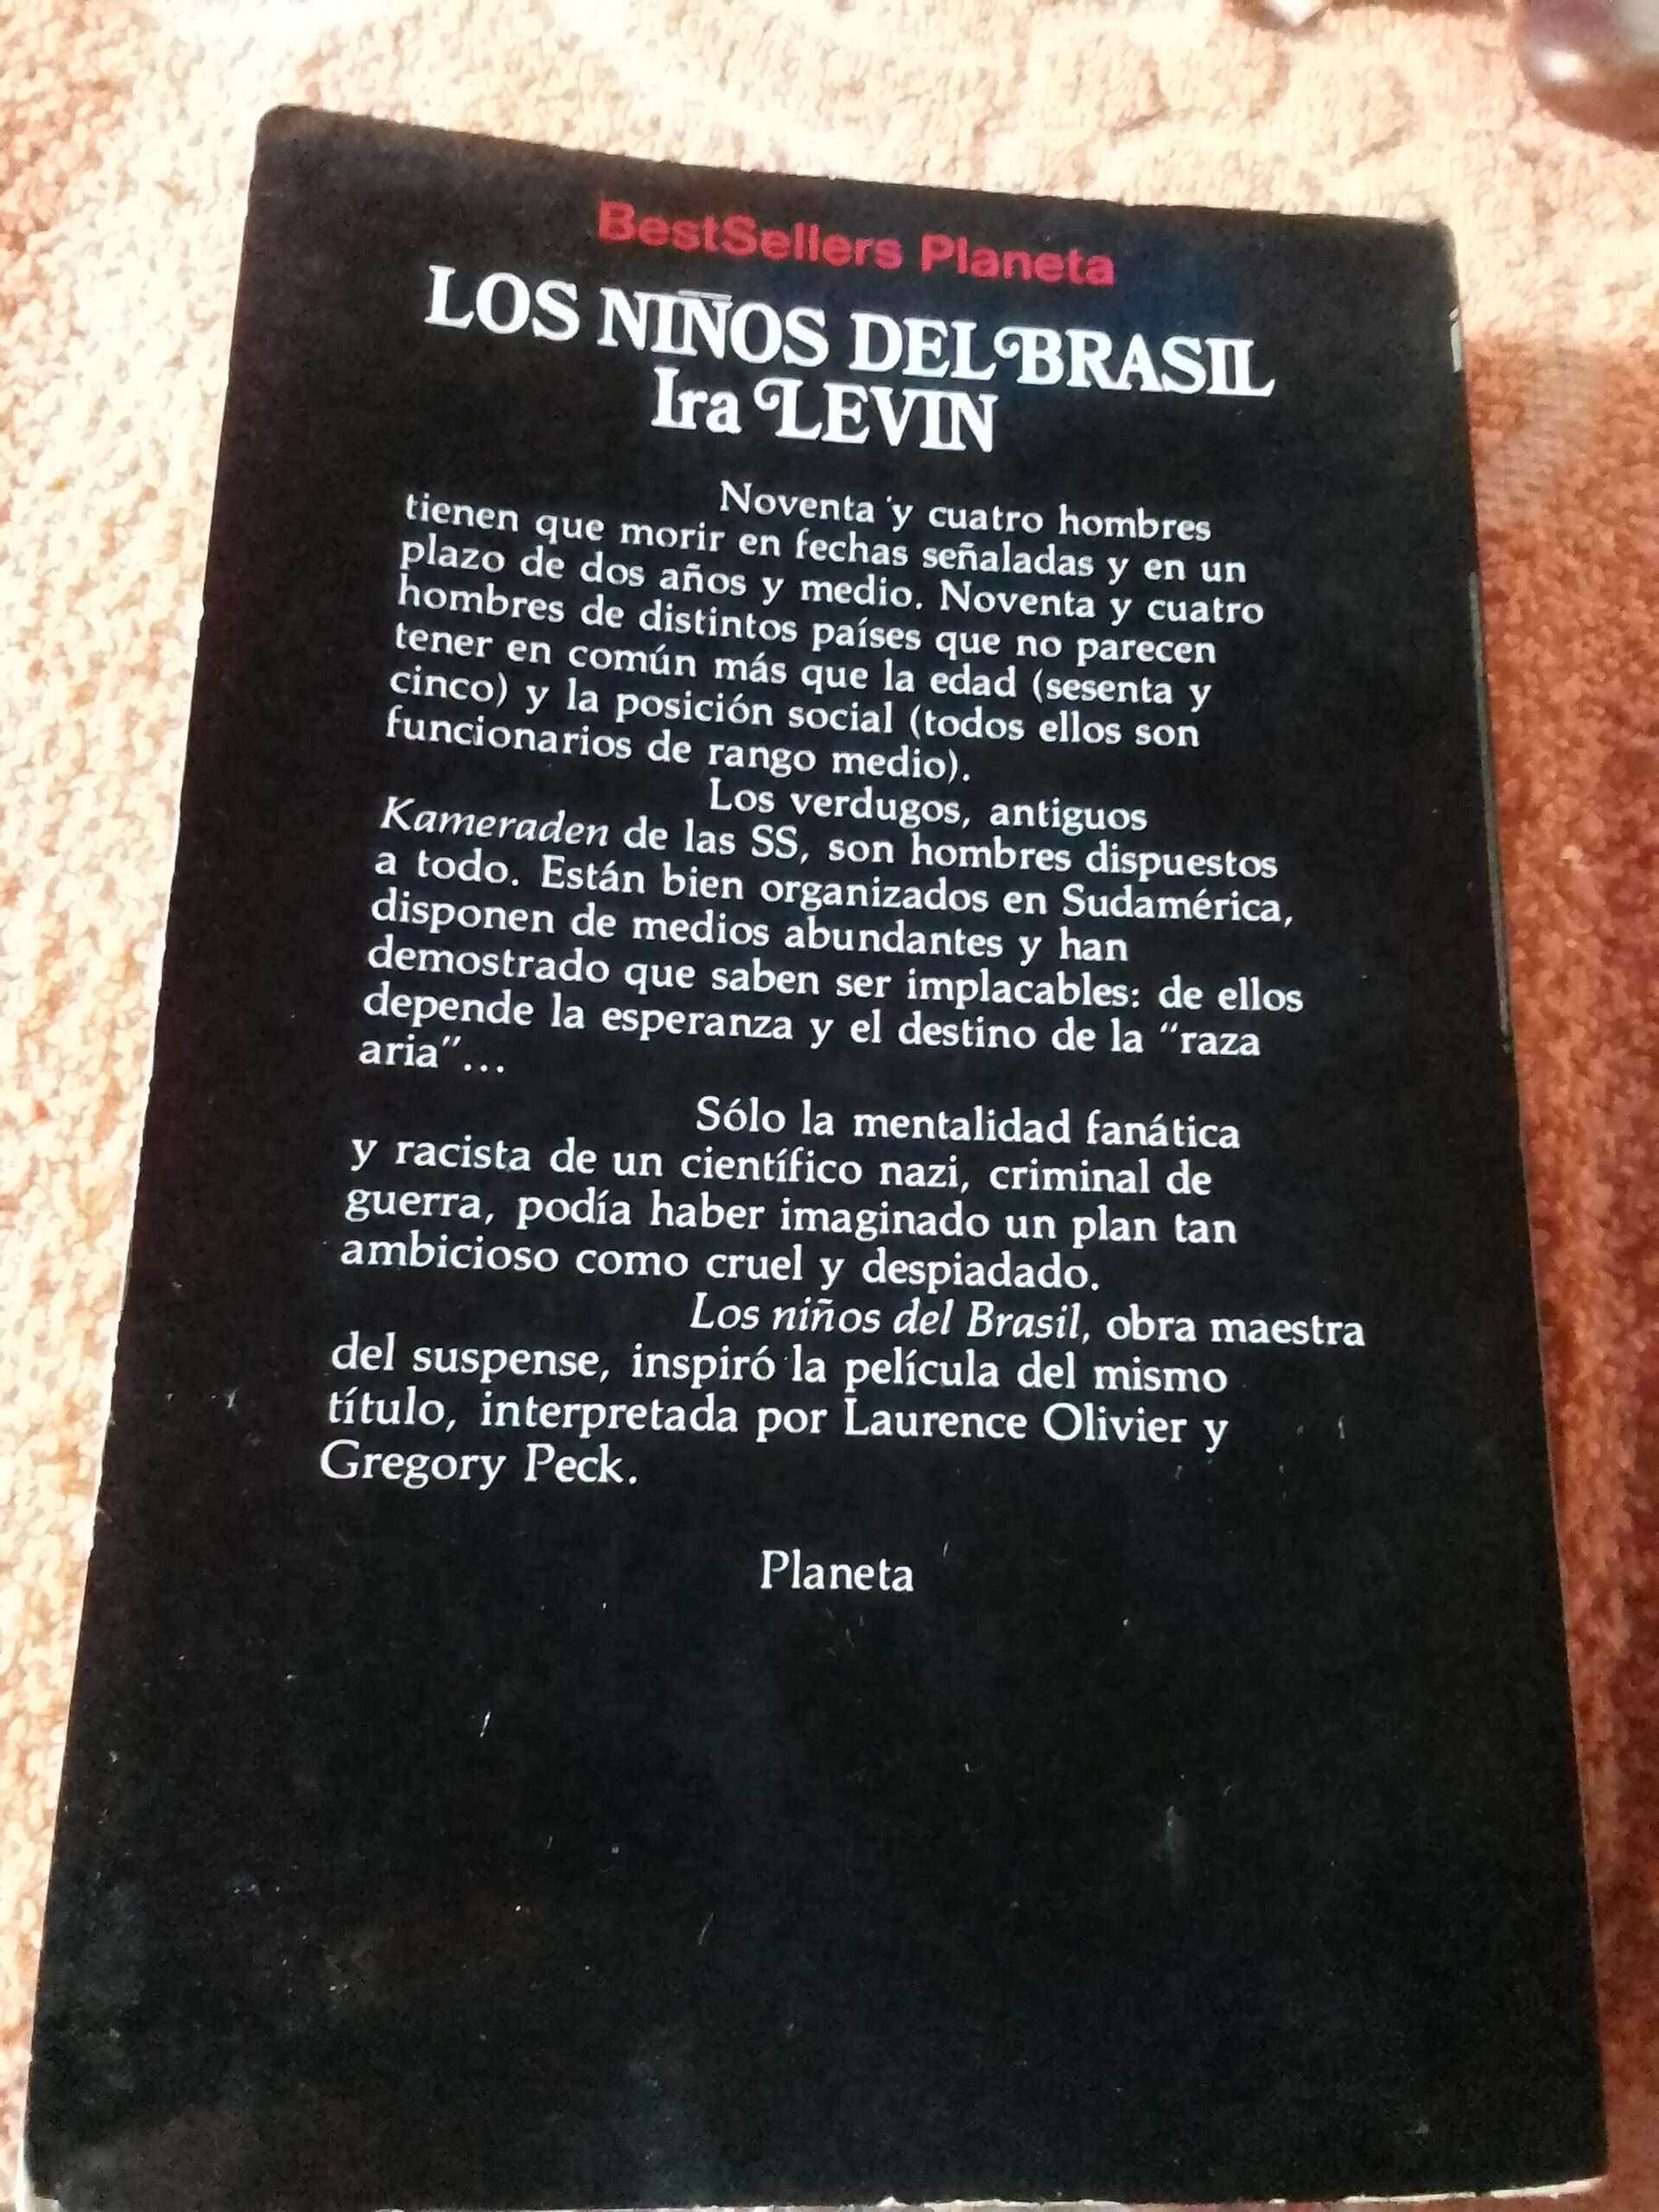 BestSellers Planeta
LOS NIÑOS DEL BRASIL
Ira LEVIN
Noventa y cuatro hombres
tienen que morir en fechas señaladas y en un
plazo de dos años y medio. Noventa y cuatro
hombres de distintos países que no parecen
tener en común más que la edad (sesenta y
cinco) y la posición social (todos ellos son
funcionarios de rango medio).
Los verdugos, antiguos
Kameraden de las SS, son hombres dispuestos
a todo. Están bien organizados en Sudamérica,
disponen de medios abundantes y han
demostrado que saben ser implacables: de ellos
depende la esperanza y el destino de la "raza
aria"...
Sólo la mentalidad fanática
y racista de un científico nazi, criminal de
guerra, podía haber imaginado un plan tan
ambicioso como cruel y despiadado.
Los niños del Brasil, obra maestra
del suspense, inspiró la película del mismo
título, interpretada por Laurence Olivier y
Gregory Peck.
Planeta